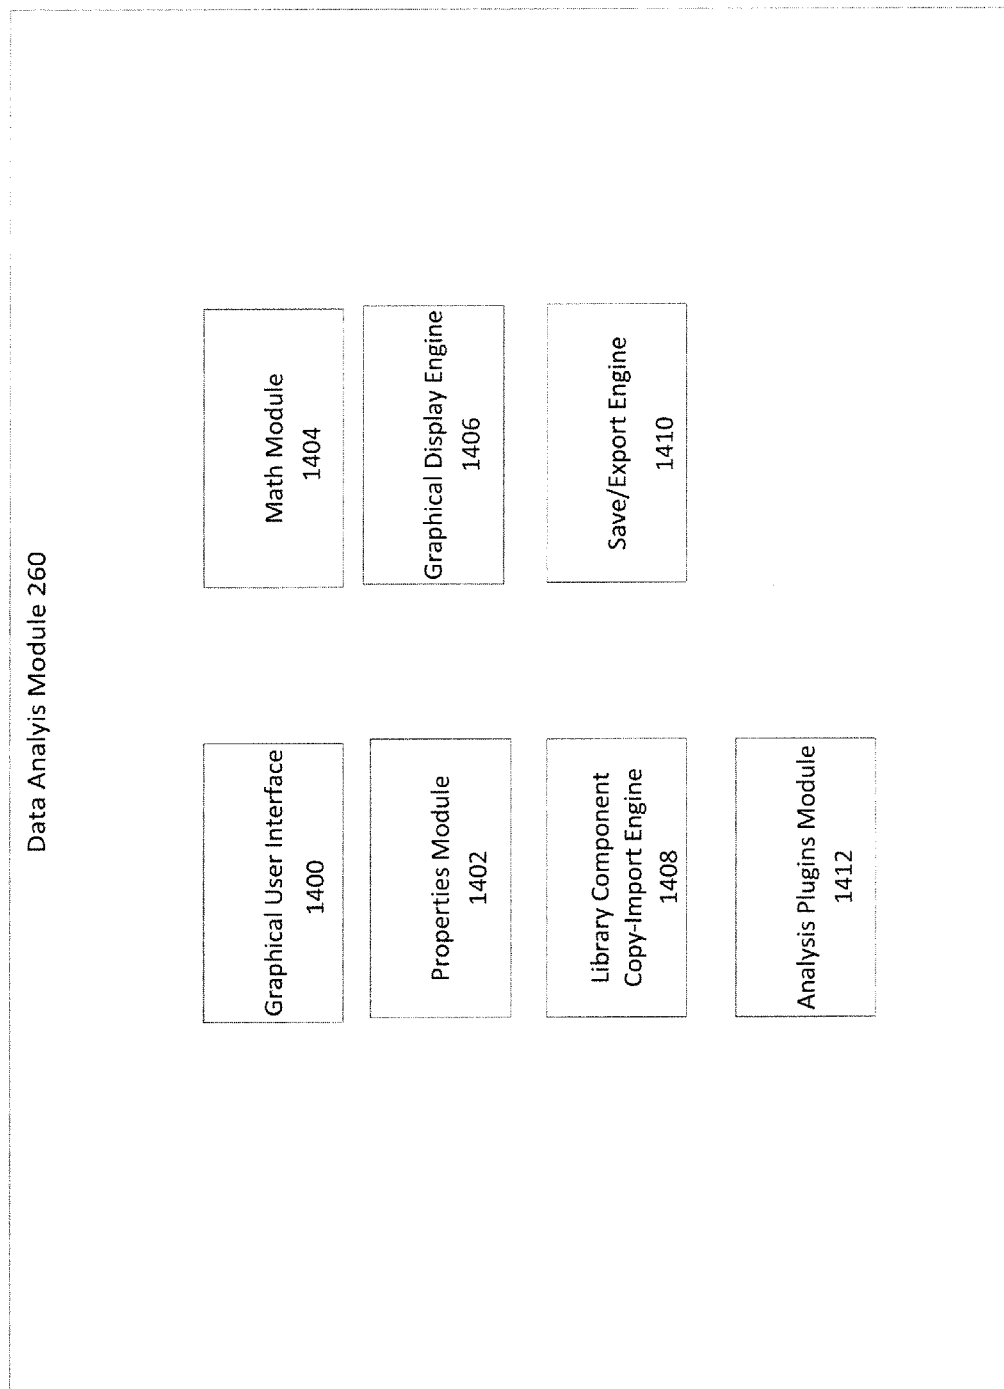 Data Analyis Module 260
Graphical User Interface
1400
Math Module
1404
Properties Module
1402
Graphical Display Engine
1406
Library Component
Copy-Import Engine
1408
Save/Export Engine
1410
Analysis Plugins Module
1412